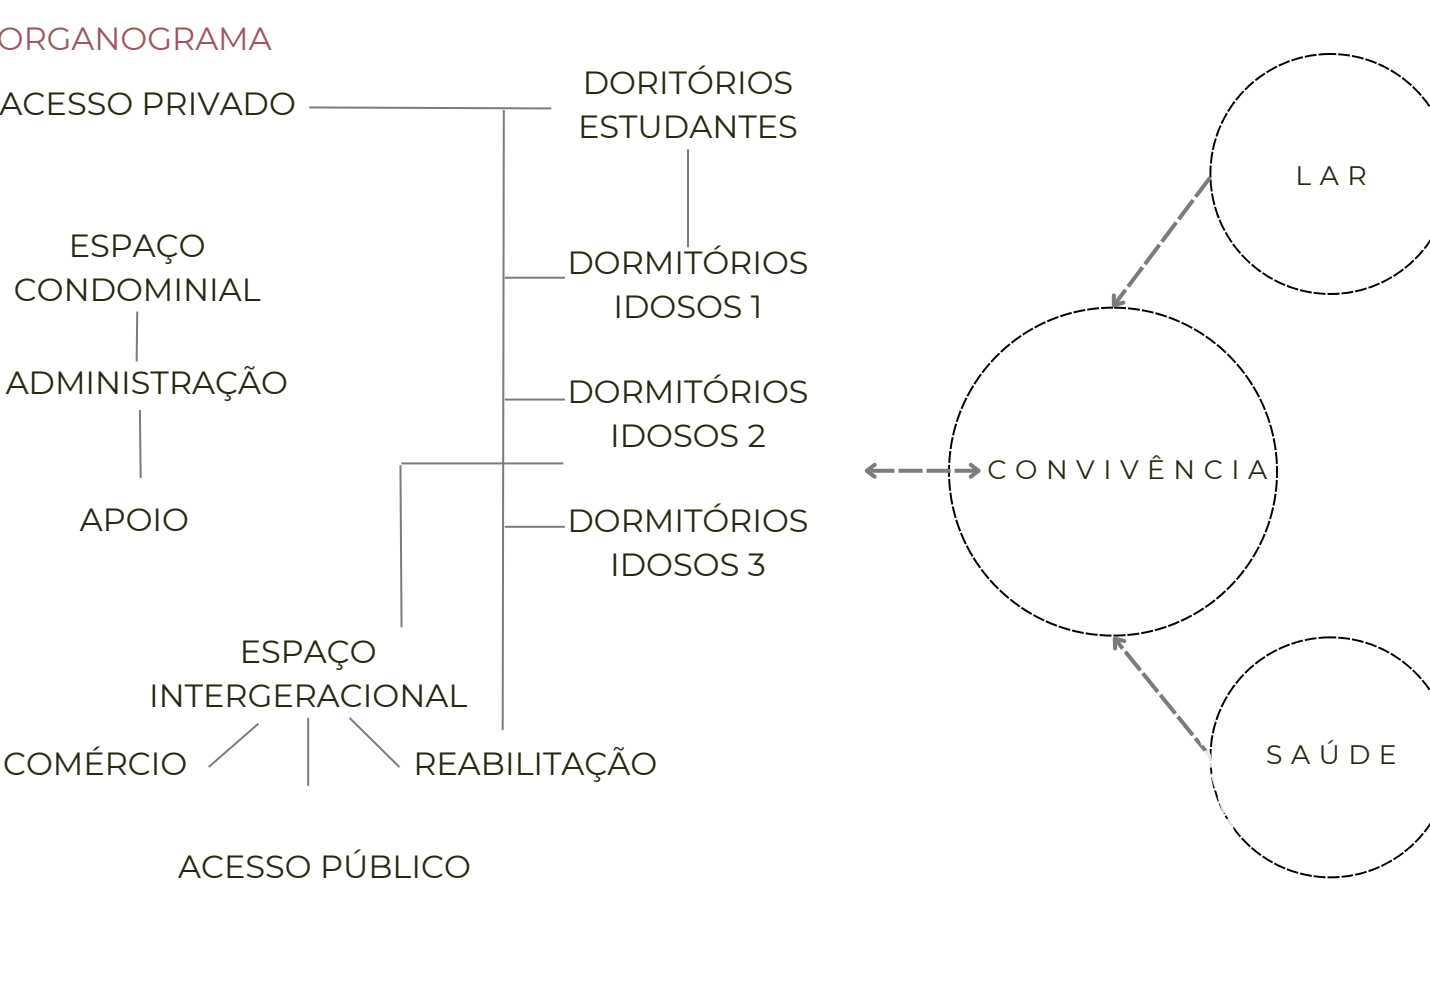 ORGANOGRAMA
ACESSO PRIVADO
DORITÓRIOS
ESTUDANTES
ESPAÇO
CONDOMINIAL
DORMITÓRIOS
IDOSOS 1
ADMINISTRAÇÃO
DORMITÓRIOS
IDOSOS 2
APOIO
DORMITÓRIOS
IDOSOS 3
ESPAÇO
INTERGERACIONAL
COMÉRCIO
REABILITAÇÃO
ACESSO PÚBLICO
LAR
CONVIVÊNCIA
SAÚDE